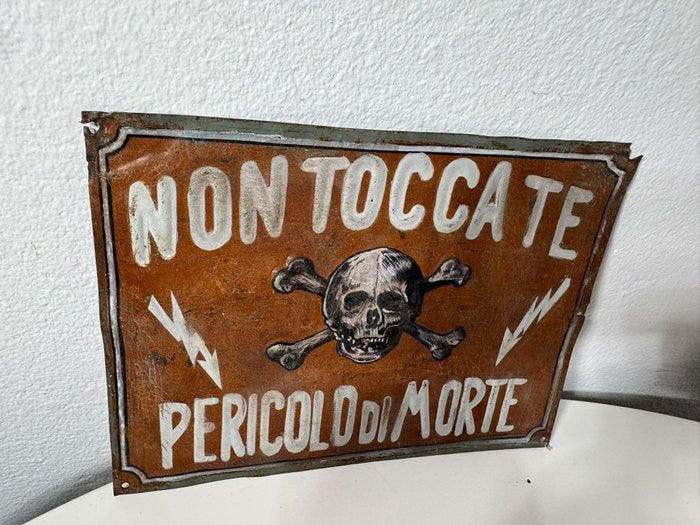 NON TOCCATE
PERICOLO DI MORTE